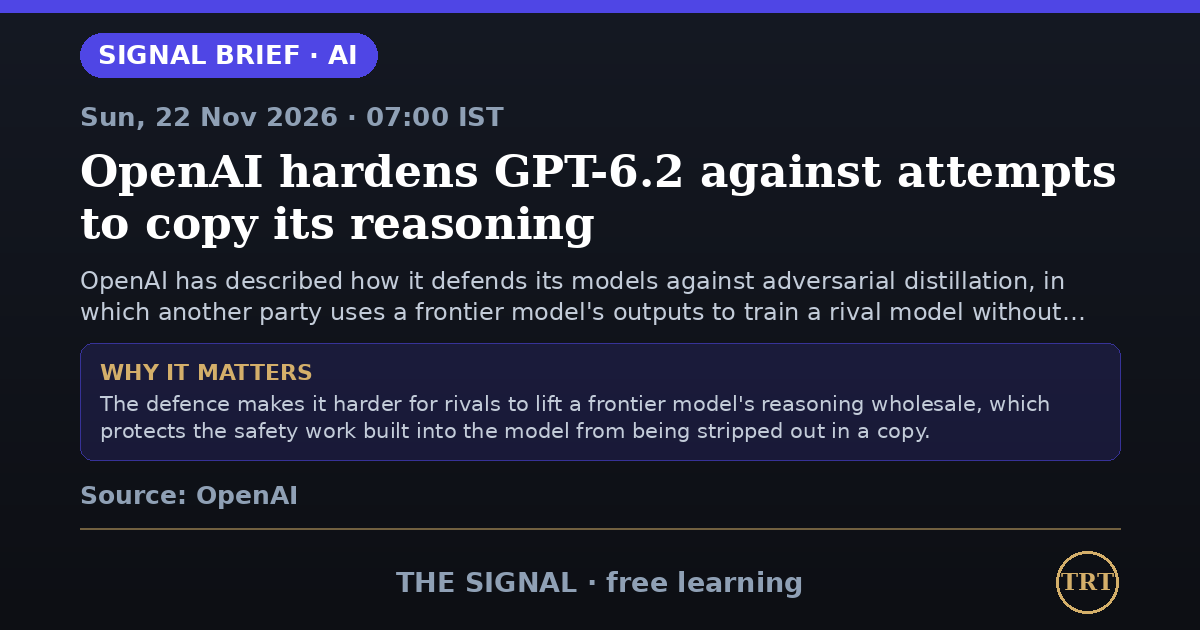 SIGNAL BRIEF · AI
Sun, 22 Nov 2026 · 07:00 IST
OpenAI hardens GPT-6.2 against attempts
to copy its reasoning
OpenAI has described how it defends its models against adversarial distillation, in
which another party uses a frontier model's outputs to train a rival model without…
WHY IT MATTERS
The defence makes it harder for rivals to lift a frontier model's reasoning wholesale, which
protects the safety work built into the model from being stripped out in a copy.
Source: OpenAI
THE SIGNAL · free learning
TRT